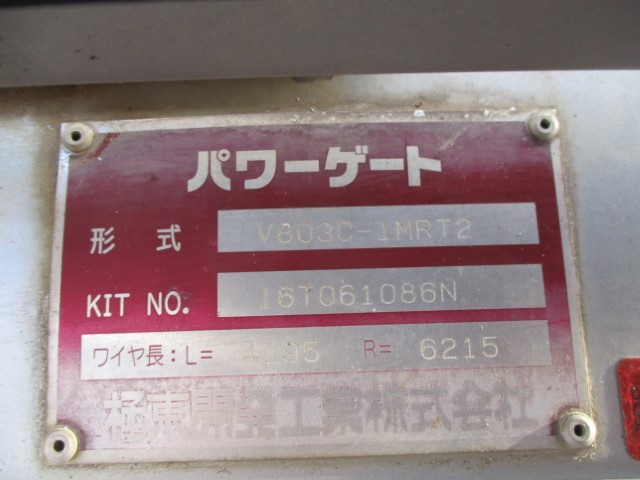 パワーゲート
形式 V803C-1MRT2
KIT NO. 16T061086N
ワイヤ長:L= R= 6215
極東開発工業株式会社